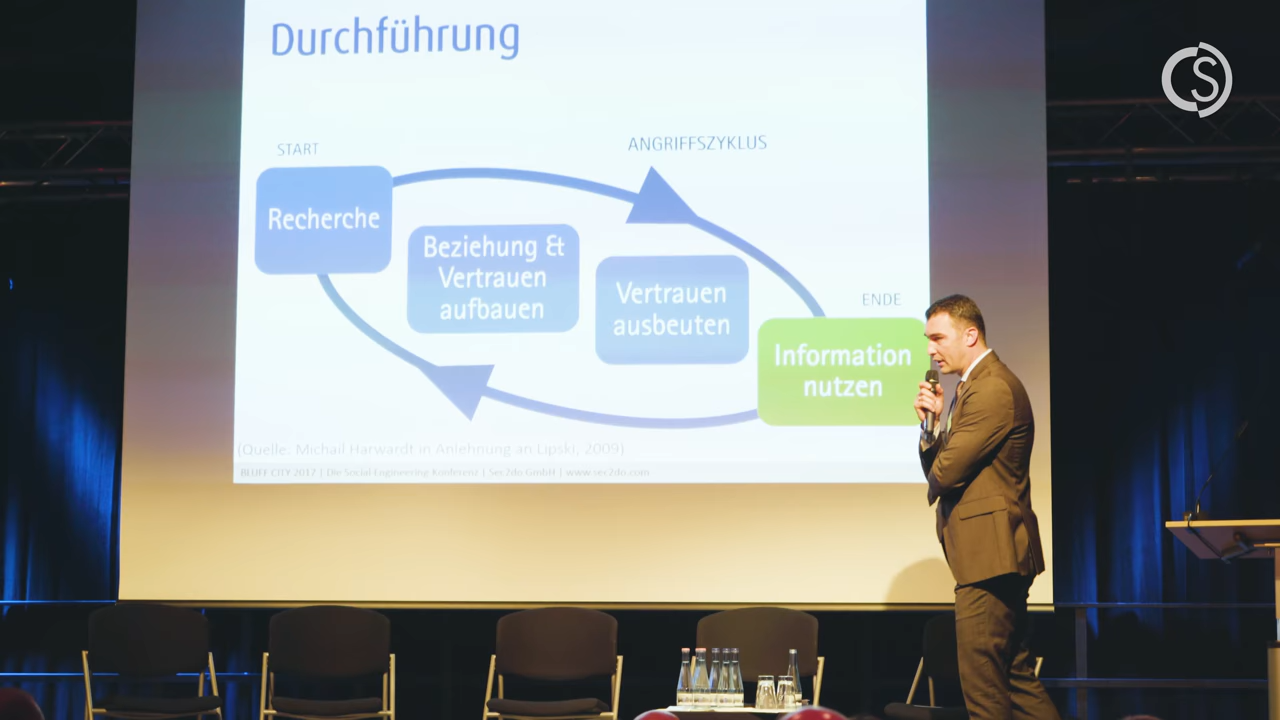 Durchführung
START
ANGRIFFSZYKLUS
Recherche
Beziehung &
Vertrauen
aufbauen
Vertrauen
ausbeuten
ENDE
Information
nutzen
(Quelle: Michail Harwardt in Anlehnung an Lipski, 2009)
BLUFF CITY 2017 | Die Social-Engineering-Konferenz | Sec2do GmbH | www.sec2do.com
CS